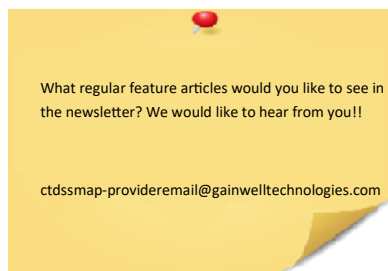 What regular feature articles would you like to see in
the newsletter? We would like to hear from you!!
ctdssmap-provideremail@gainwelltechnologies.com